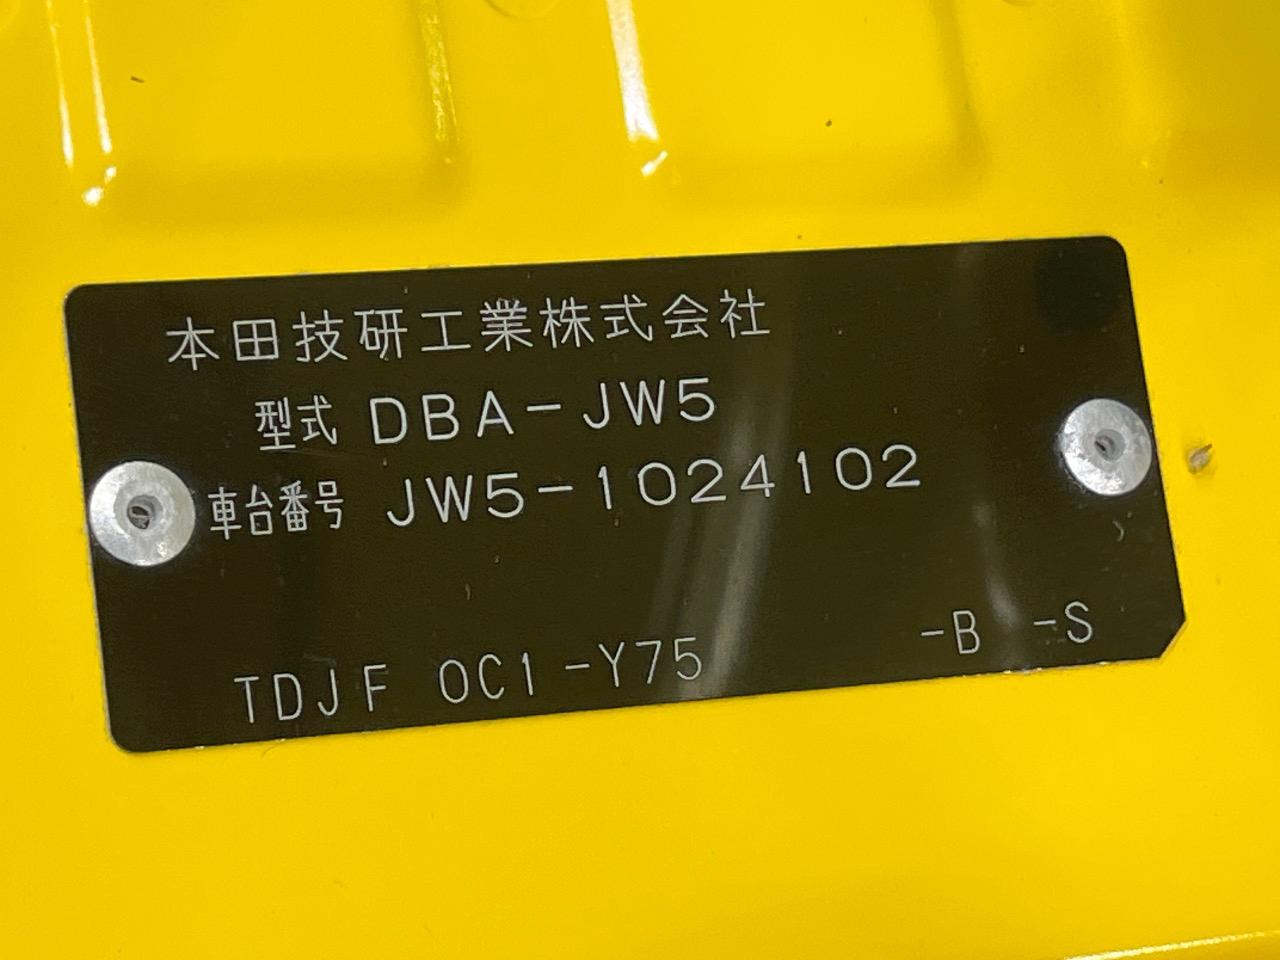 本田技研工業株式会社
型式 DBA-JW5
車台番号 JW5-1024102
TDJF 0C1-Y75 -B -S